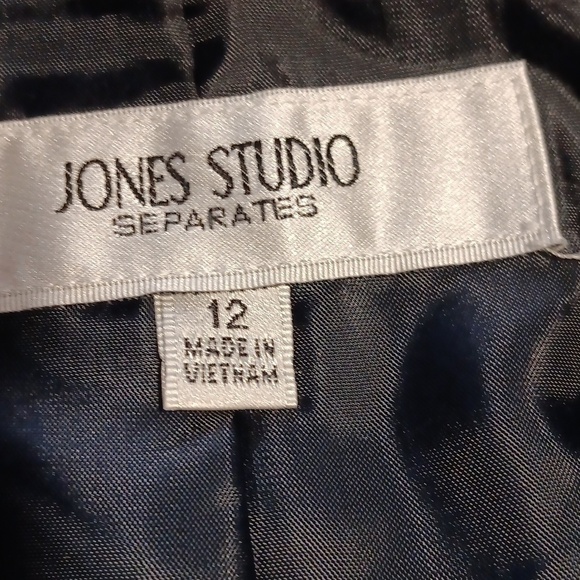 JONES STUDIO
SEPARATES
12
MADE IN
VIETNAM